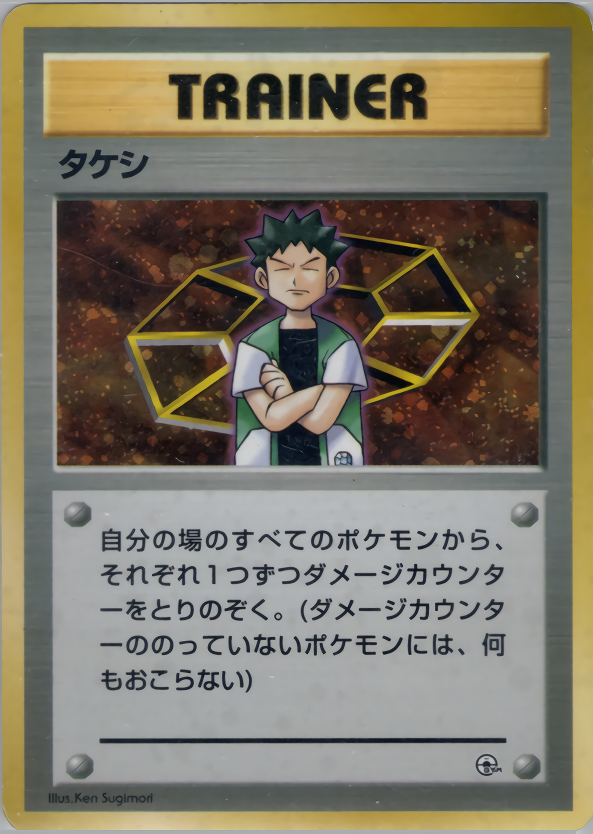 TRAINER
タケシ
自分の場のすべてのポケモンから、
それぞれ1つずつダメージカウンタ
ーをとりのぞく。(ダメージカウンタ
ーののっていないポケモンには、何
もおこらない)
GYM
Illus. Ken Sugimori